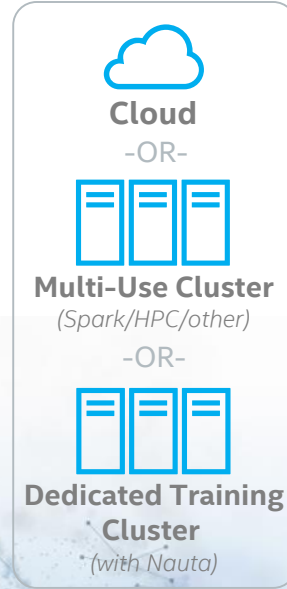 Cloud
-OR-
Multi-Use Cluster
(Spark/HPC/other)
-OR-
Dedicated Training
Cluster
(with Nauta)